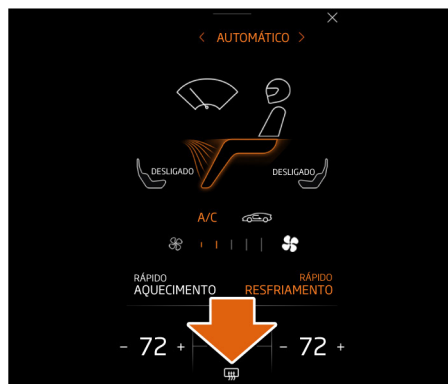 AUTOMÁTICO
DESLIGADO
DESLIGADO
A/C
RÁPIDO
AQUECIMENTO
RÁPIDO
RESFRIAMENTO
- 72 +
- 72 +